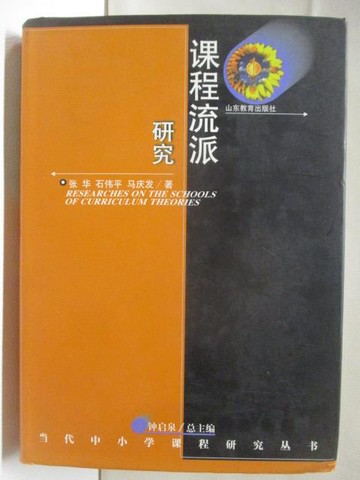 课程流派
研究
山东教育出版社
张 华 石伟平 马庆发/著
RESEARCHES ON THE SCHOOLS
OF CURRICULUM THEORIES
钟启泉/总主编
当代中小学课程研究丛书